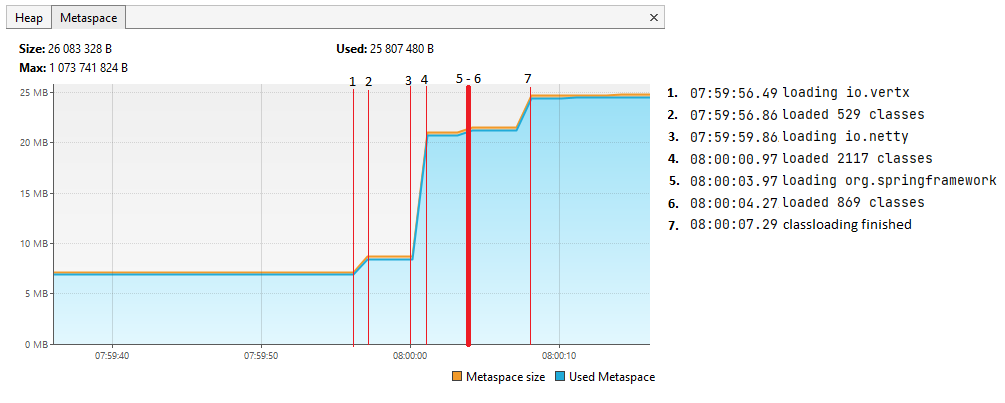 Heap Metaspace ×
Size: 26 083 328 B Used: 25 807 480 B
Max: 1 073 741 824 B
1 2 3 4 5 - 6 7
25 MB
20 MB
15 MB
10 MB
5 MB
0 MB
07:59:40 07:59:50 08:00:00 08:00:10
Metaspace size Used Metaspace
1. 07:59:56.49 loading io.vertx
2. 07:59:56.86 loaded 529 classes
3. 07:59:59.86 loading io.netty
4. 08:00:00.97 loaded 2117 classes
5. 08:00:03.97 loading org.springframework
6. 08:00:04.27 loaded 869 classes
7. 08:00:07.29 classloading finished